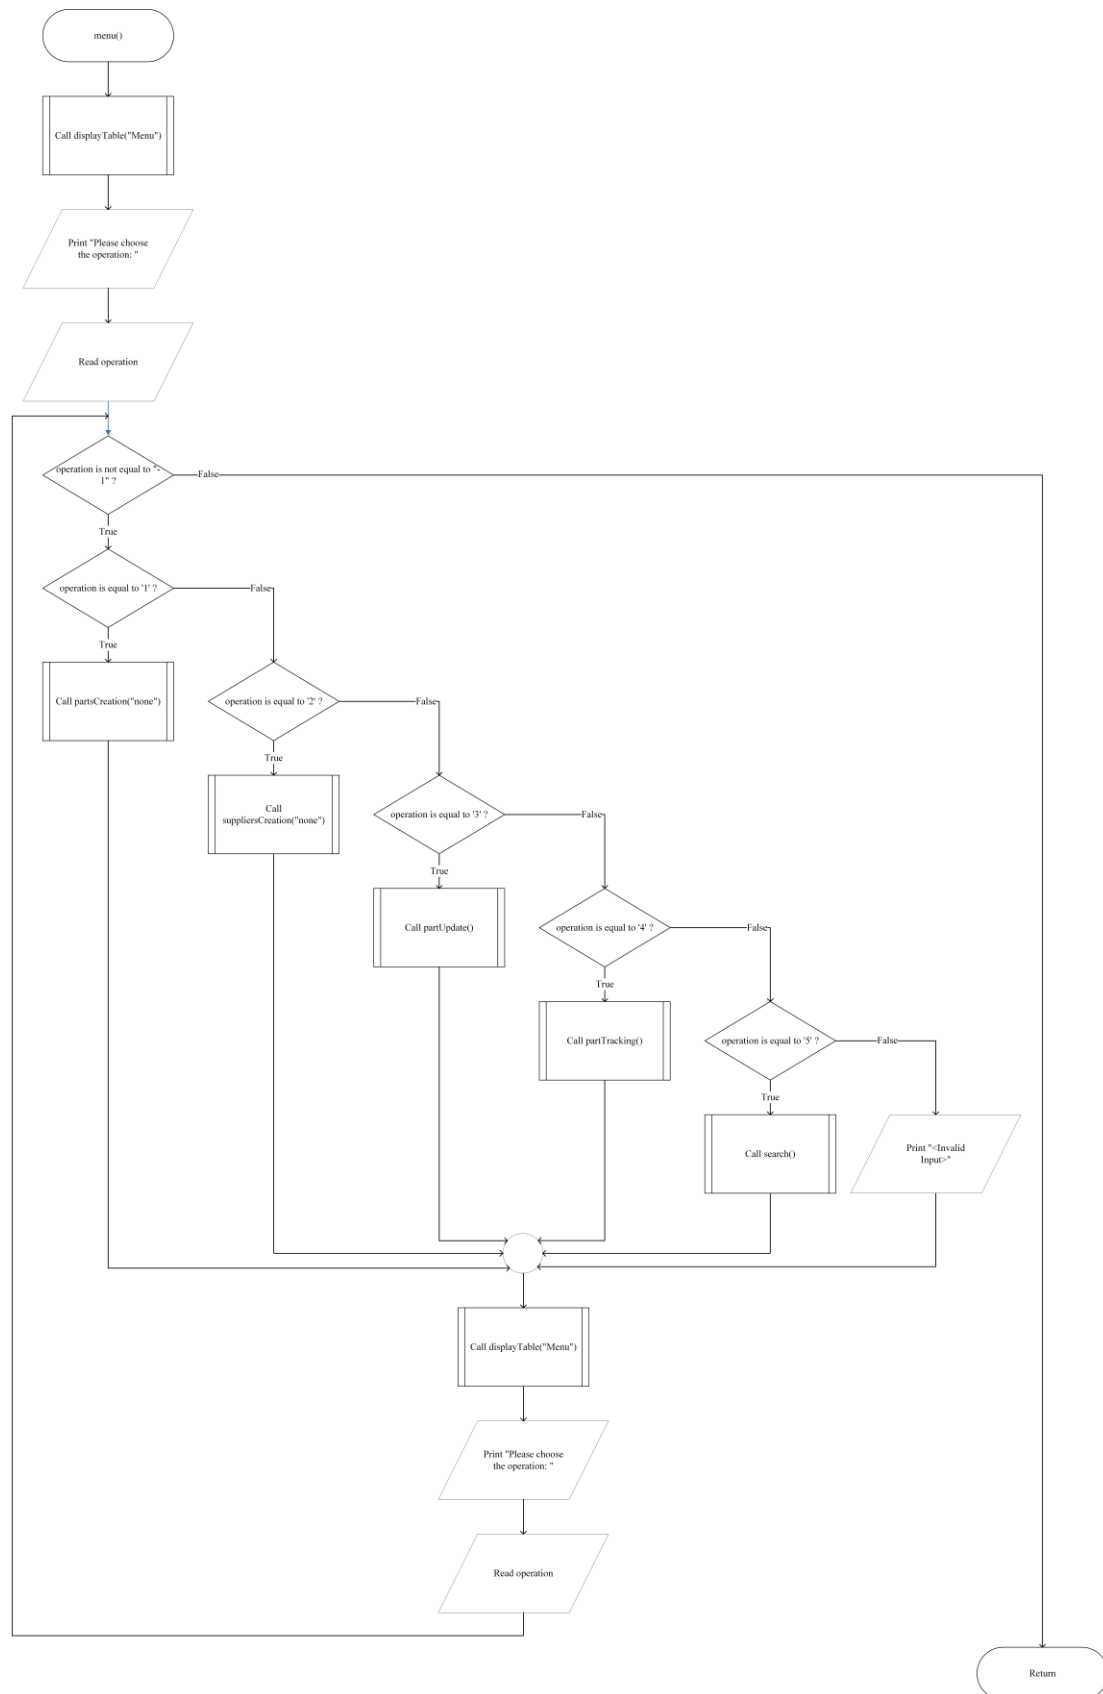 menu()
Call displayTable("Menu")
Print "Please choose
the operation: "
Read operation
operation is not equal to "-
1" ?
False
True
operation is equal to '1' ?
False
True
Call partsCreation("none")
operation is equal to '2' ?
False
True
Call
suppliersCreation("none")
operation is equal to '3' ?
False
True
Call partUpdate()
operation is equal to '4' ?
False
True
Call partTracking()
operation is equal to '5' ?
False
True
Call search()
Print "<Invalid
Input>"
Call displayTable("Menu")
Print "Please choose
the operation: "
Read operation
Return